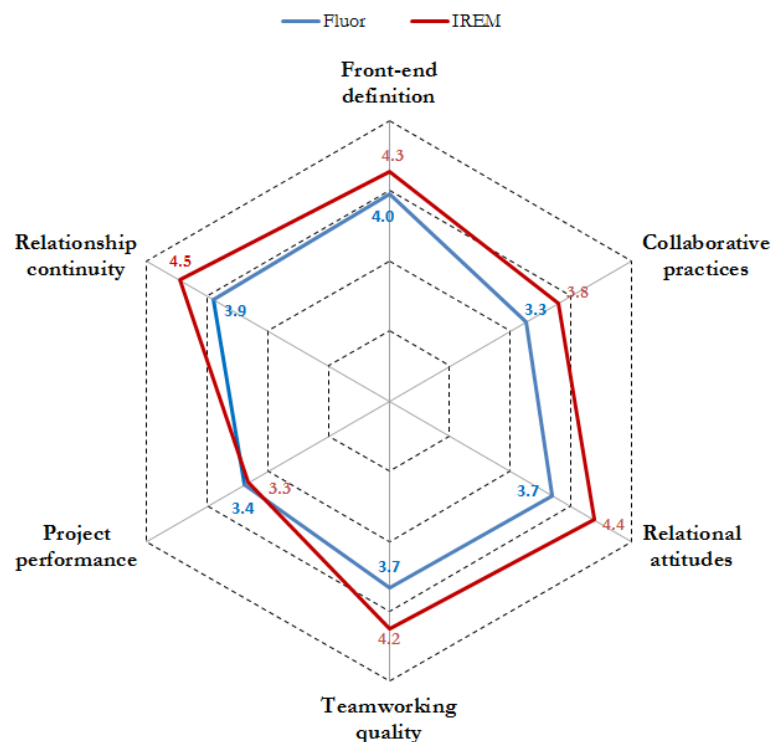 Fluor
IREM
Front-end
definition
4.3
4.0
Relationship
continuity
4.5
3.9
Collaborative
practices
3.8
3.3
Project
performance
3.4
3.3
3.7
4.4
Relational
attitudes
3.7
4.2
Teamworking
quality